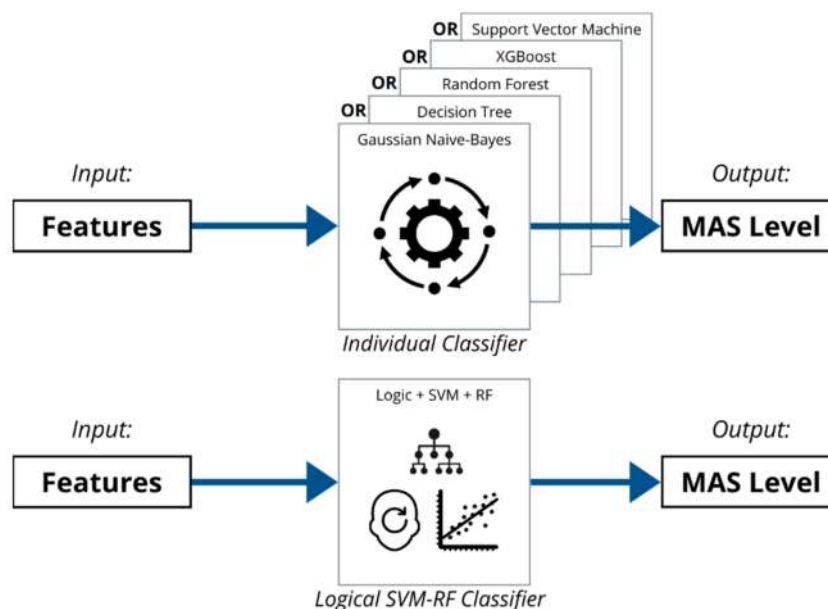 OR Support Vector Machine
OR XGBoost
OR Random Forest
OR Decision Tree
Gaussian Naive-Bayes
Input:
Output:
Features
MAS Level
Individual Classifier
Logic + SVM + RF
Input:
Output:
Features
MAS Level
Logical SVM-RF Classifier